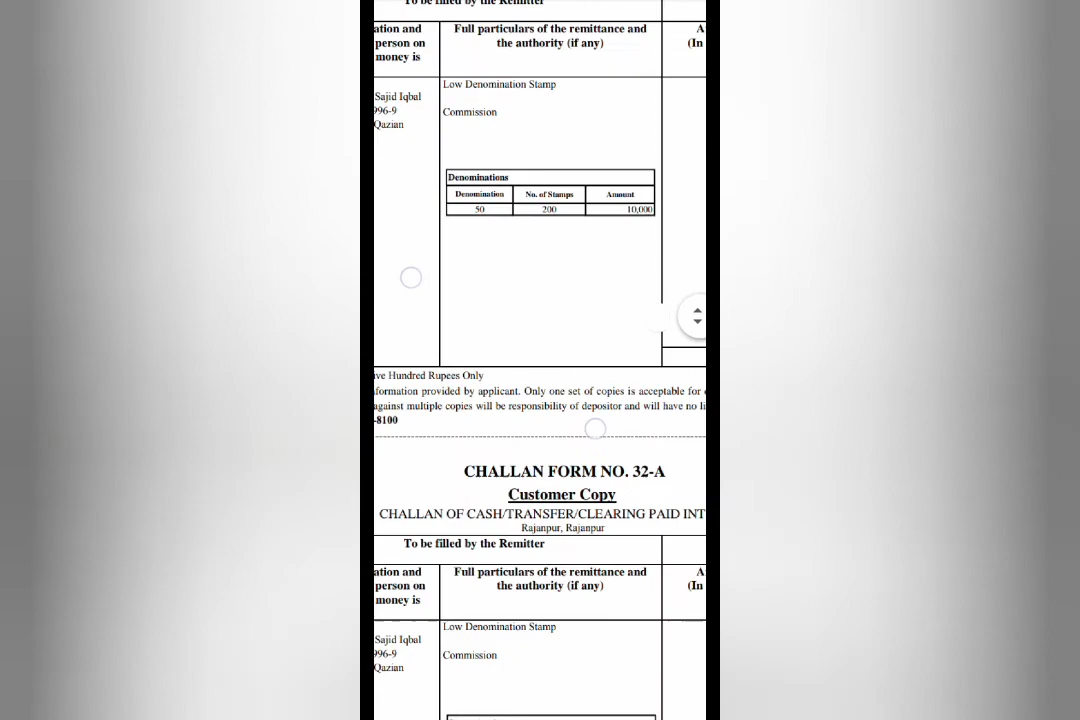 To be filled by the Remitter
ation and
person on
money is
Full particulars of the remittance and
the authority (if any)
A
(In
Sajid Iqbal
996-9
Qazian
Low Denomination Stamp
Commission
Denominations
Denomination No. of Stamps Amount
50 200 10,000
ive Hundred Rupees Only
formation provided by applicant. Only one set of copies is acceptable for
against multiple copies will be responsibility of depositor and will have no li
-8100
CHALLAN FORM NO. 32-A
Customer Copy
CHALLAN OF CASH/TRANSFER/CLEARING PAID INT
Rajanpur, Rajanpur
To be filled by the Remitter
ation and
person on
money is
Full particulars of the remittance and
the authority (if any)
A
(In
Sajid Iqbal
996-9
Qazian
Low Denomination Stamp
Commission